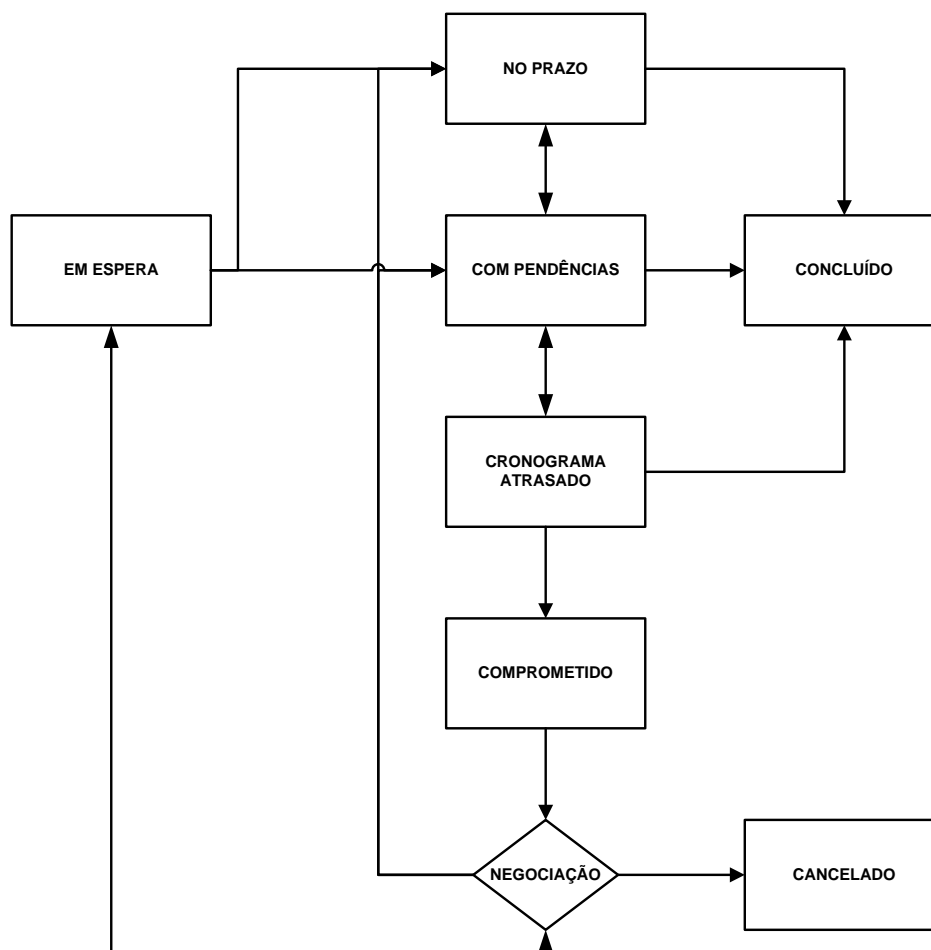 NO PRAZO
EM ESPERA
COM PENDÊNCIAS
CONCLUÍDO
CRONOGRAMA
ATRASADO
COMPROMETIDO
NEGOCIAÇÃO
CANCELADO